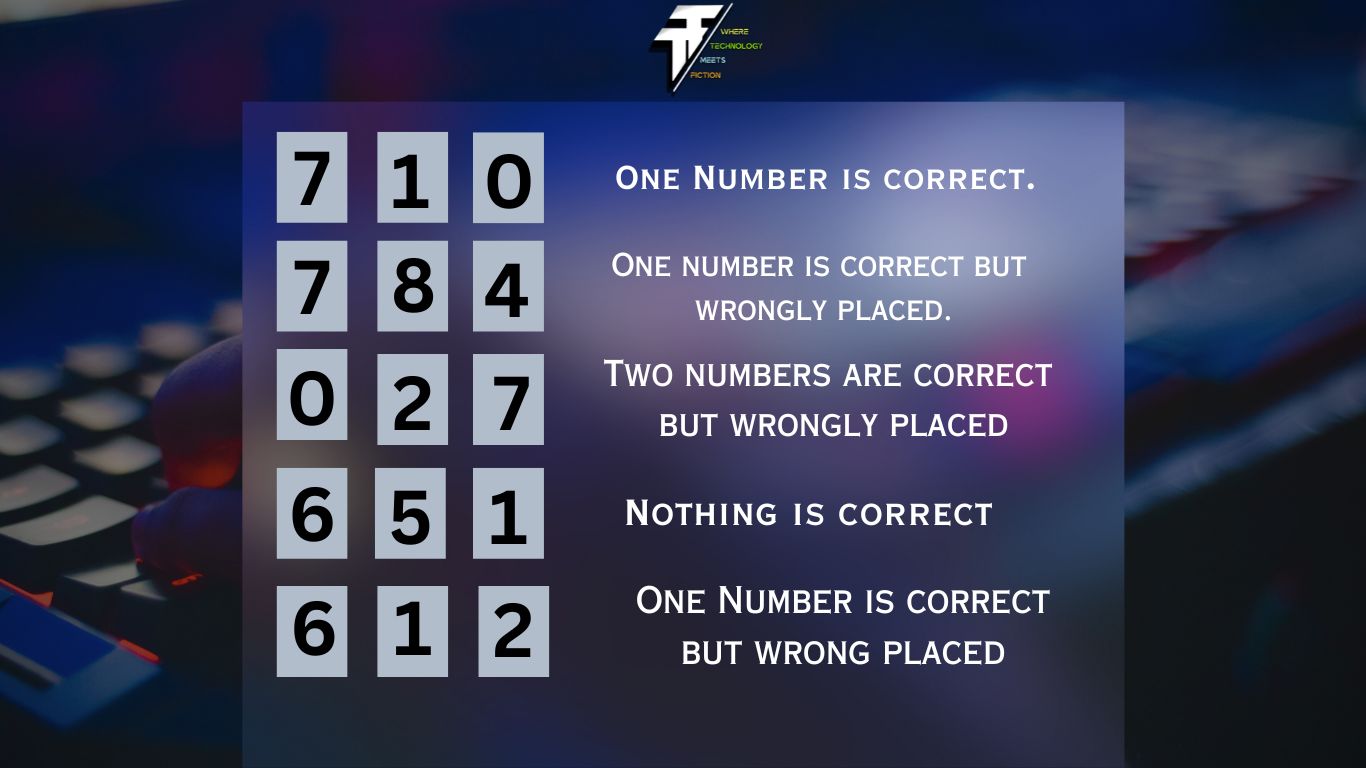 WHERE
TECHNOLOGY
MEETS
FICTION
7 1 0 One Number is correct.
7 8 4 One number is correct but
wrongly placed.
0 2 7 Two numbers are correct
but wrongly placed
6 5 1 Nothing is correct
6 1 2 One Number is correct
but wrong placed